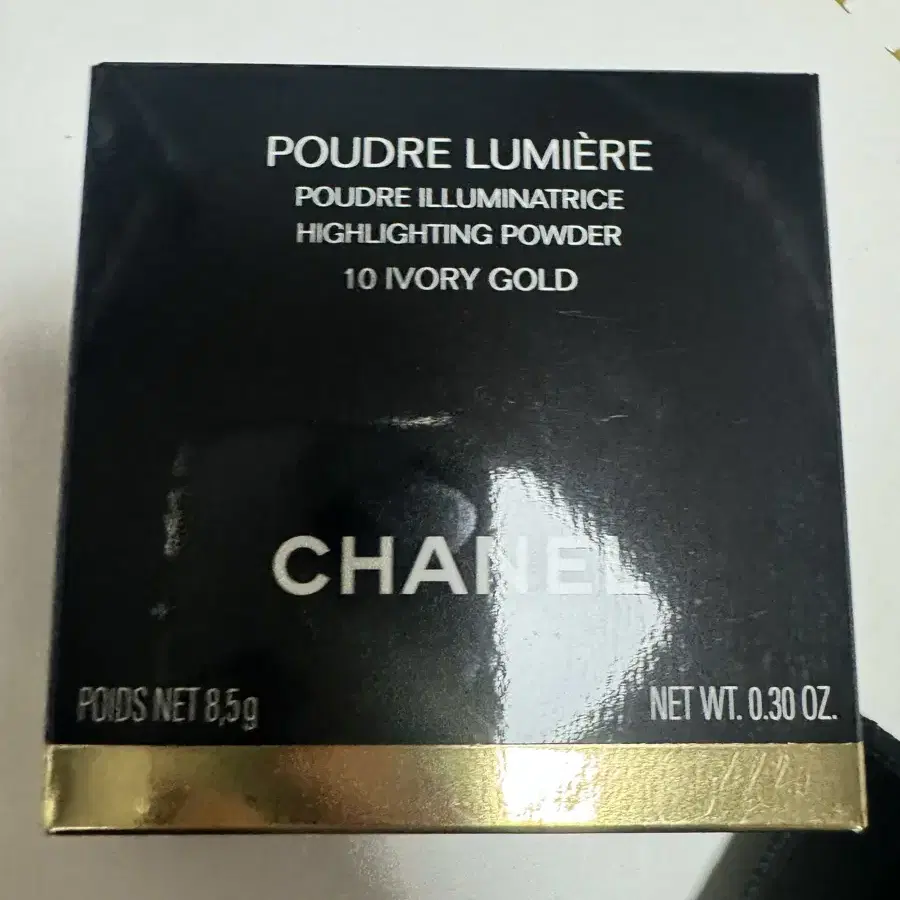 POUDRE LUMIÈRE
POUDRE ILLUMINATRICE
HIGHLIGHTING POWDER
10 IVORY GOLD
CHANEL
POIDS NET 8,5g
NET WT. 0.30 OZ.